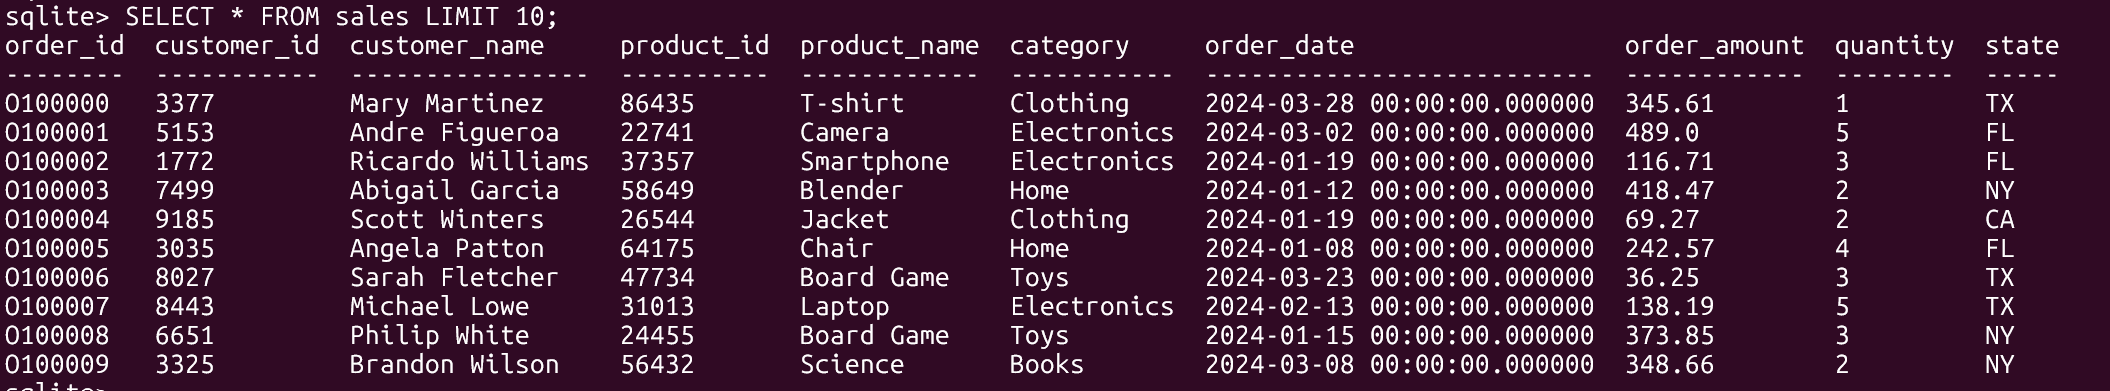 sqlite> SELECT * FROM sales LIMIT 10;
order_id  customer_id  customer_name     product_id  product_name  category     order_date                  order_amount  quantity  state
--------  -----------  ----------------  ----------  ------------  -----------  --------------------------  ------------  --------  -----
O100000   3377         Mary Martinez     86435       T-shirt       Clothing     2024-03-28 00:00:00.000000  345.61        1         TX
O100001   5153         Andre Figueroa    22741       Camera        Electronics  2024-03-02 00:00:00.000000  489.0         5         FL
O100002   1772         Ricardo Williams  37357       Smartphone    Electronics  2024-01-19 00:00:00.000000  116.71        3         FL
O100003   7499         Abigail Garcia    58649       Blender       Home         2024-01-12 00:00:00.000000  418.47        2         NY
O100004   9185         Scott Winters     26544       Jacket        Clothing     2024-01-19 00:00:00.000000  69.27         2         CA
O100005   3035         Angela Patton     64175       Chair         Home         2024-01-08 00:00:00.000000  242.57        4         FL
O100006   8027         Sarah Fletcher    47734       Board Game    Toys         2024-03-23 00:00:00.000000  36.25         3         TX
O100007   8443         Michael Lowe      31013       Laptop        Electronics  2024-02-13 00:00:00.000000  138.19        5         TX
O100008   6651         Philip White      24455       Board Game    Toys         2024-01-15 00:00:00.000000  373.85        3         NY
O100009   3325         Brandon Wilson    56432       Science       Books        2024-03-08 00:00:00.000000  348.66        2         NY
sqlite>